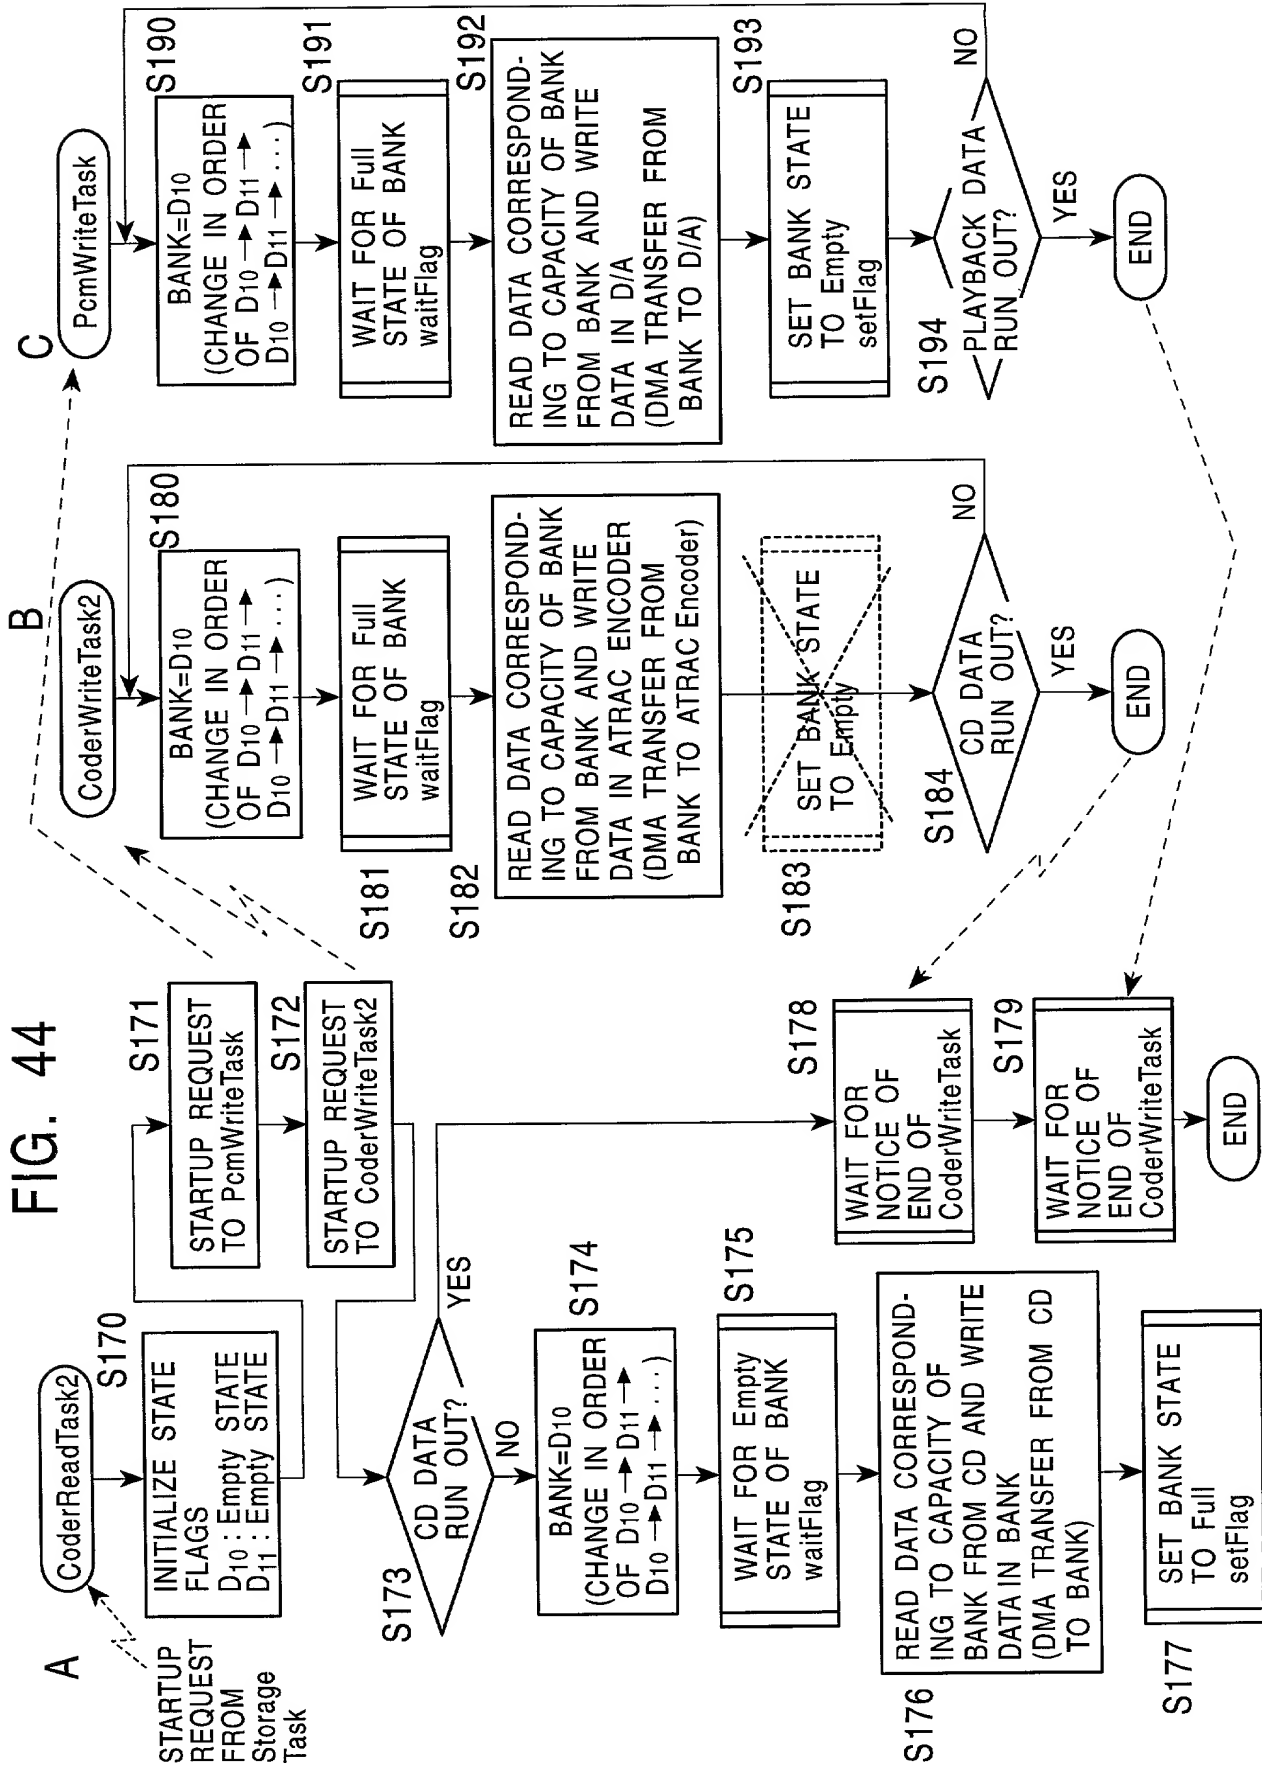 FIG. 44
A
STARTUP
REQUEST
FROM
Storage
Task
CoderReadTask2
S170
INITIALIZE STATE
FLAGS
D10 : Empty STATE
D11 : Empty STATE
S171
STARTUP REQUEST
TO PcmWriteTask
S172
STARTUP REQUEST
TO CoderWriteTask2
S173
CD DATA
RUN OUT?
YES
NO
S174
BANK=D10
(CHANGE IN ORDER
OF D10 → D11 →
D10 → D11 → ····)
S175
WAIT FOR Empty
STATE OF BANK
waitFlag
S176
READ DATA CORRESPOND-
ING TO CAPACITY OF
BANK FROM CD AND WRITE
DATA IN BANK
(DMA TRANSFER FROM CD
TO BANK)
S177
SET BANK STATE
TO Full
setFlag
S178
WAIT FOR
NOTICE OF
END OF
CoderWriteTask
S179
WAIT FOR
NOTICE OF
END OF
CoderWriteTask
END
B
CoderWriteTask2
S180
BANK=D10
(CHANGE IN ORDER
OF D10 → D11 →
D10 → D11 → ····)
S181
WAIT FOR Full
STATE OF BANK
waitFlag
S182
READ DATA CORRESPOND-
ING TO CAPACITY OF BANK
FROM BANK AND WRITE
DATA IN ATRAC ENCODER
(DMA TRANSFER FROM
BANK TO ATRAC Encoder)
S183
SET BANK STATE
TO Empty
S184
CD DATA
RUN OUT?
NO
YES
END
C
PcmWriteTask
S190
BANK=D10
(CHANGE IN ORDER
OF D10 → D11 →
D10 → D11 → ····)
S191
WAIT FOR Full
STATE OF BANK
waitFlag
S192
READ DATA CORRESPOND-
ING TO CAPACITY OF BANK
FROM BANK AND WRITE
DATA IN D/A
(DMA TRANSFER FROM
BANK TO D/A)
S193
SET BANK STATE
TO Empty
setFlag
S194
PLAYBACK DATA
RUN OUT?
NO
YES
END